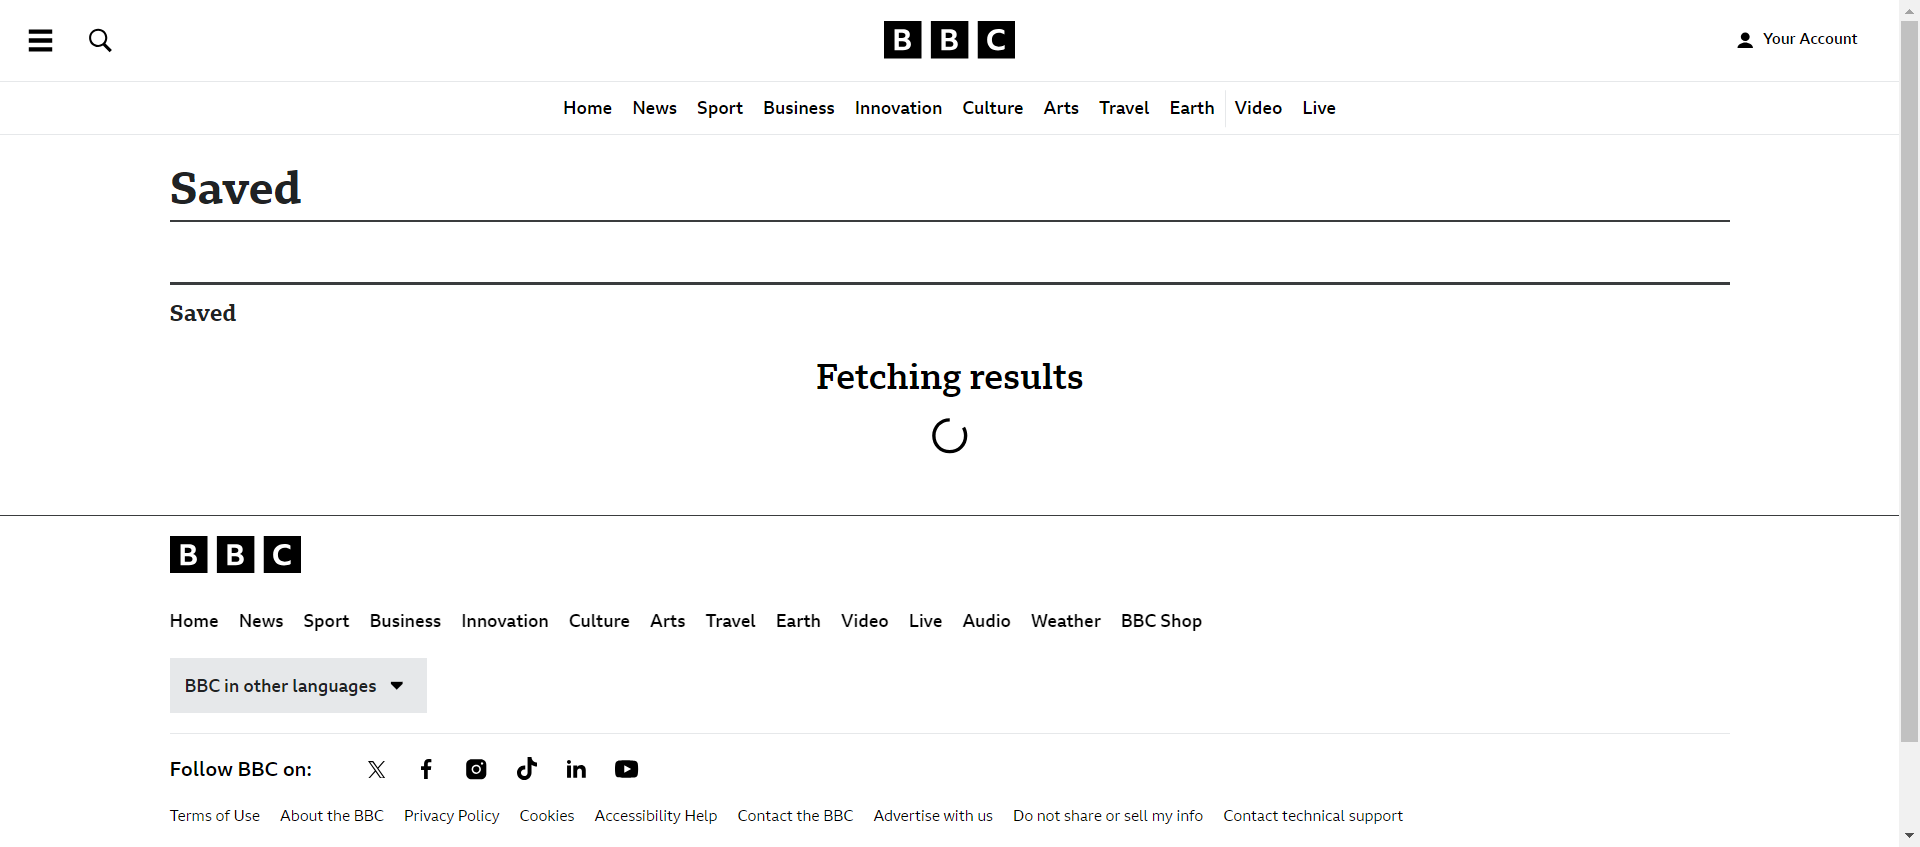 BBC
Your Account
Home News Sport Business Innovation Culture Arts Travel Earth Video Live
Saved
Saved
Fetching results
BBC
Home News Sport Business Innovation Culture Arts Travel Earth Video Live Audio Weather BBC Shop
BBC in other languages
Follow BBC on:
Terms of Use About the BBC Privacy Policy Cookies Accessibility Help Contact the BBC Advertise with us Do not share or sell my info Contact technical support